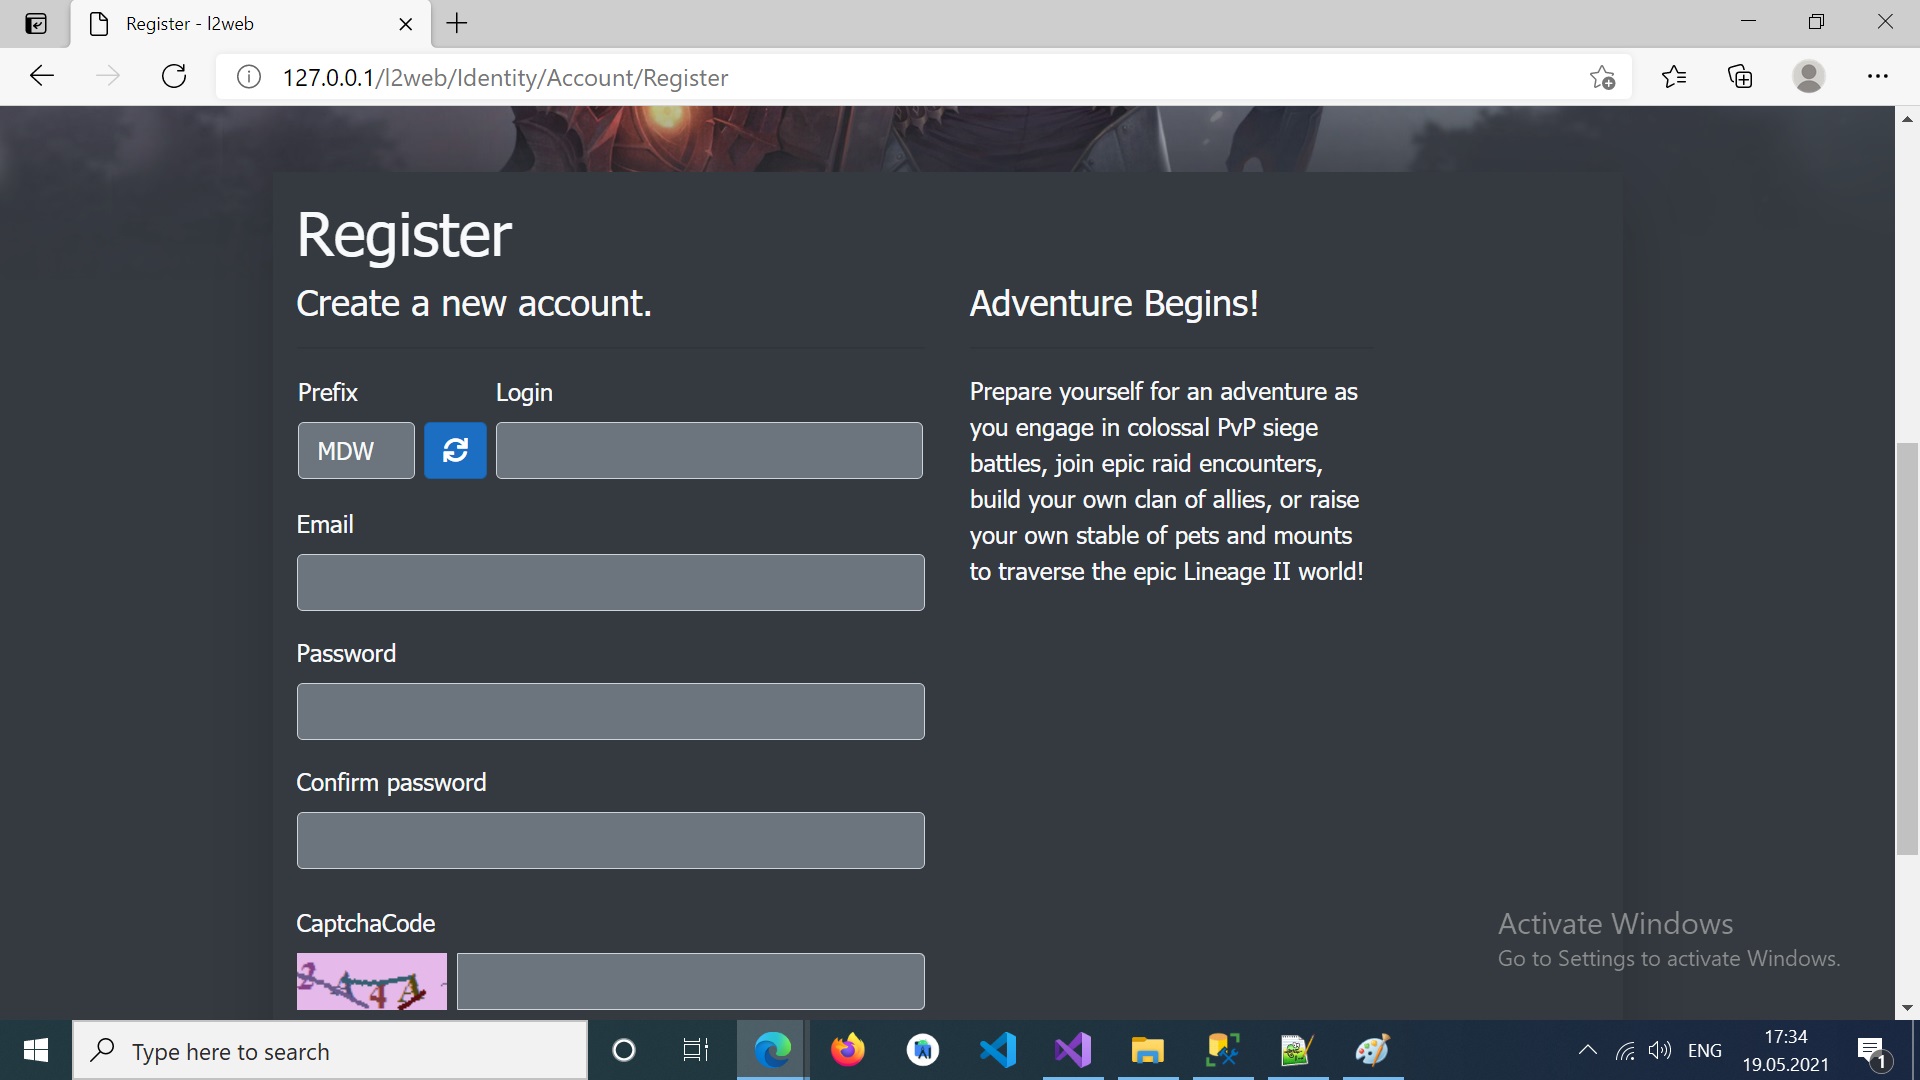 Register - l2web
127.0.0.1/l2web/Identity/Account/Register
Register
Create a new account.
Prefix
Login
MDW
Email
Password
Confirm password
CaptchaCode
Adventure Begins!
Prepare yourself for an adventure as
you engage in colossal PvP siege
battles, join epic raid encounters,
build your own clan of allies, or raise
your own stable of pets and mounts
to traverse the epic Lineage II world!
Activate Windows
Go to Settings to activate Windows.
Type here to search
ENG
17:34
19.05.2021
1